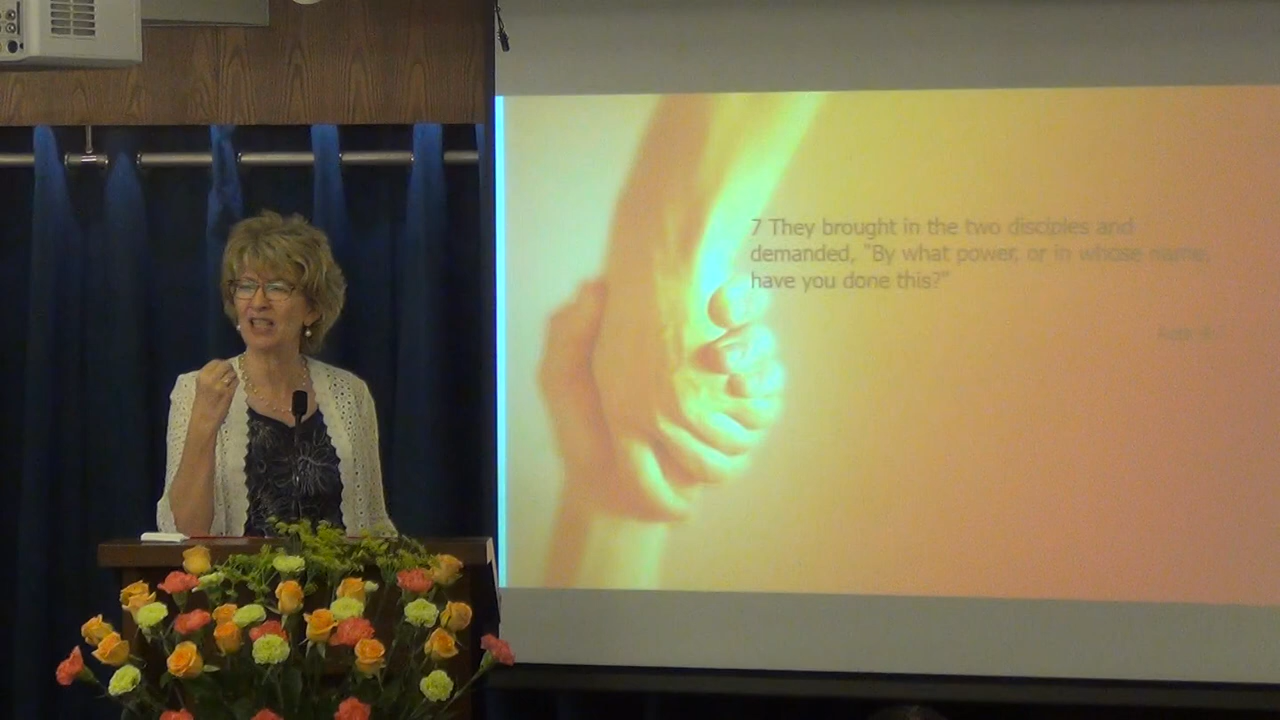 7 They brought in the two disciples and
demanded, "By what power, or in whose name,
have you done this?"